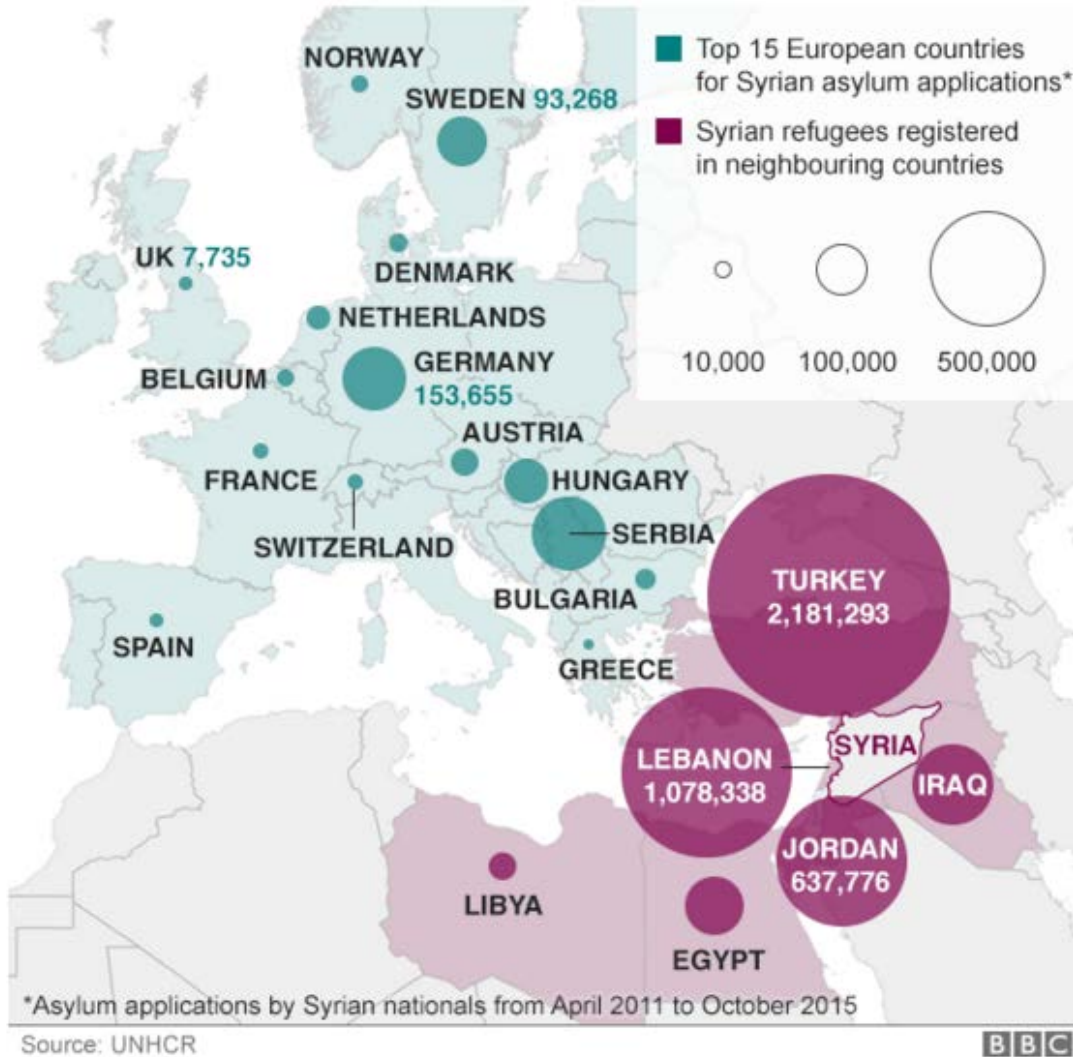 Top 15 European countries
for Syrian asylum applications*
Syrian refugees registered
in neighbouring countries
10,000 100,000 500,000
NORWAY
SWEDEN 93,268
UK 7,735
DENMARK
NETHERLANDS
GERMANY
153,655
BELGIUM
AUSTRIA
FRANCE
HUNGARY
SWITZERLAND
SERBIA
TURKEY
2,181,293
BULGARIA
SPAIN
GREECE
SYRIA
LEBANON
1,078,338
IRAQ
JORDAN
637,776
LIBYA
EGYPT
*Asylum applications by Syrian nationals from April 2011 to October 2015
Source: UNHCR
BBC